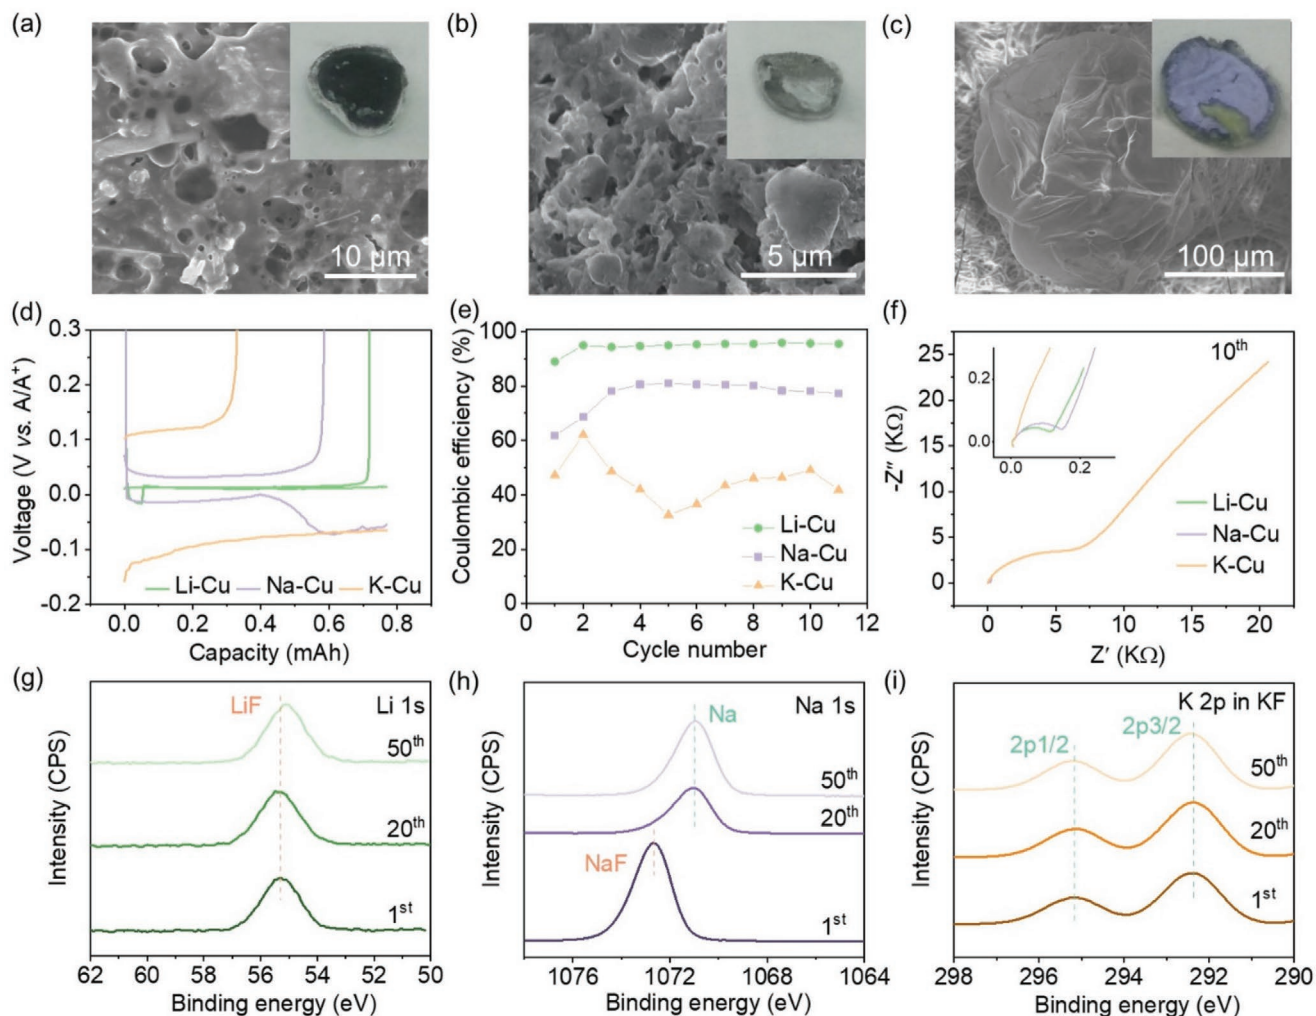 (a)
10 µm
(b)
5 µm
(c)
100 µm
(d)
0.3
0.2
0.1
0.0
-0.1
-0.2
Voltage (V vs. A/A⁺)
Li-Cu
Na-Cu
K-Cu
0.0 0.2 0.4 0.6 0.8
Capacity (mAh)
(e)
100
80
60
40
20
0
Coulombic efficiency (%)
Li-Cu
Na-Cu
K-Cu
0 2 4 6 8 10 12
Cycle number
(f)
10th
25
20
15
10
5
0
-Z″ (KΩ)
0.2
0.0
0.0 0.2
Li-Cu
Na-Cu
K-Cu
0 5 10 15 20
Z′ (KΩ)
(g)
LiF
Li 1s
50th
20th
1st
Intensity (CPS)
62 60 58 56 54 52 50
Binding energy (eV)
(h)
Na
Na 1s
50th
20th
NaF
1st
Intensity (CPS)
1076 1072 1068 1064
Binding energy (eV)
(i)
K 2p in KF
2p3/2
2p1/2
50th
20th
1st
Intensity (CPS)
298 296 294 292 290
Binding energy (eV)